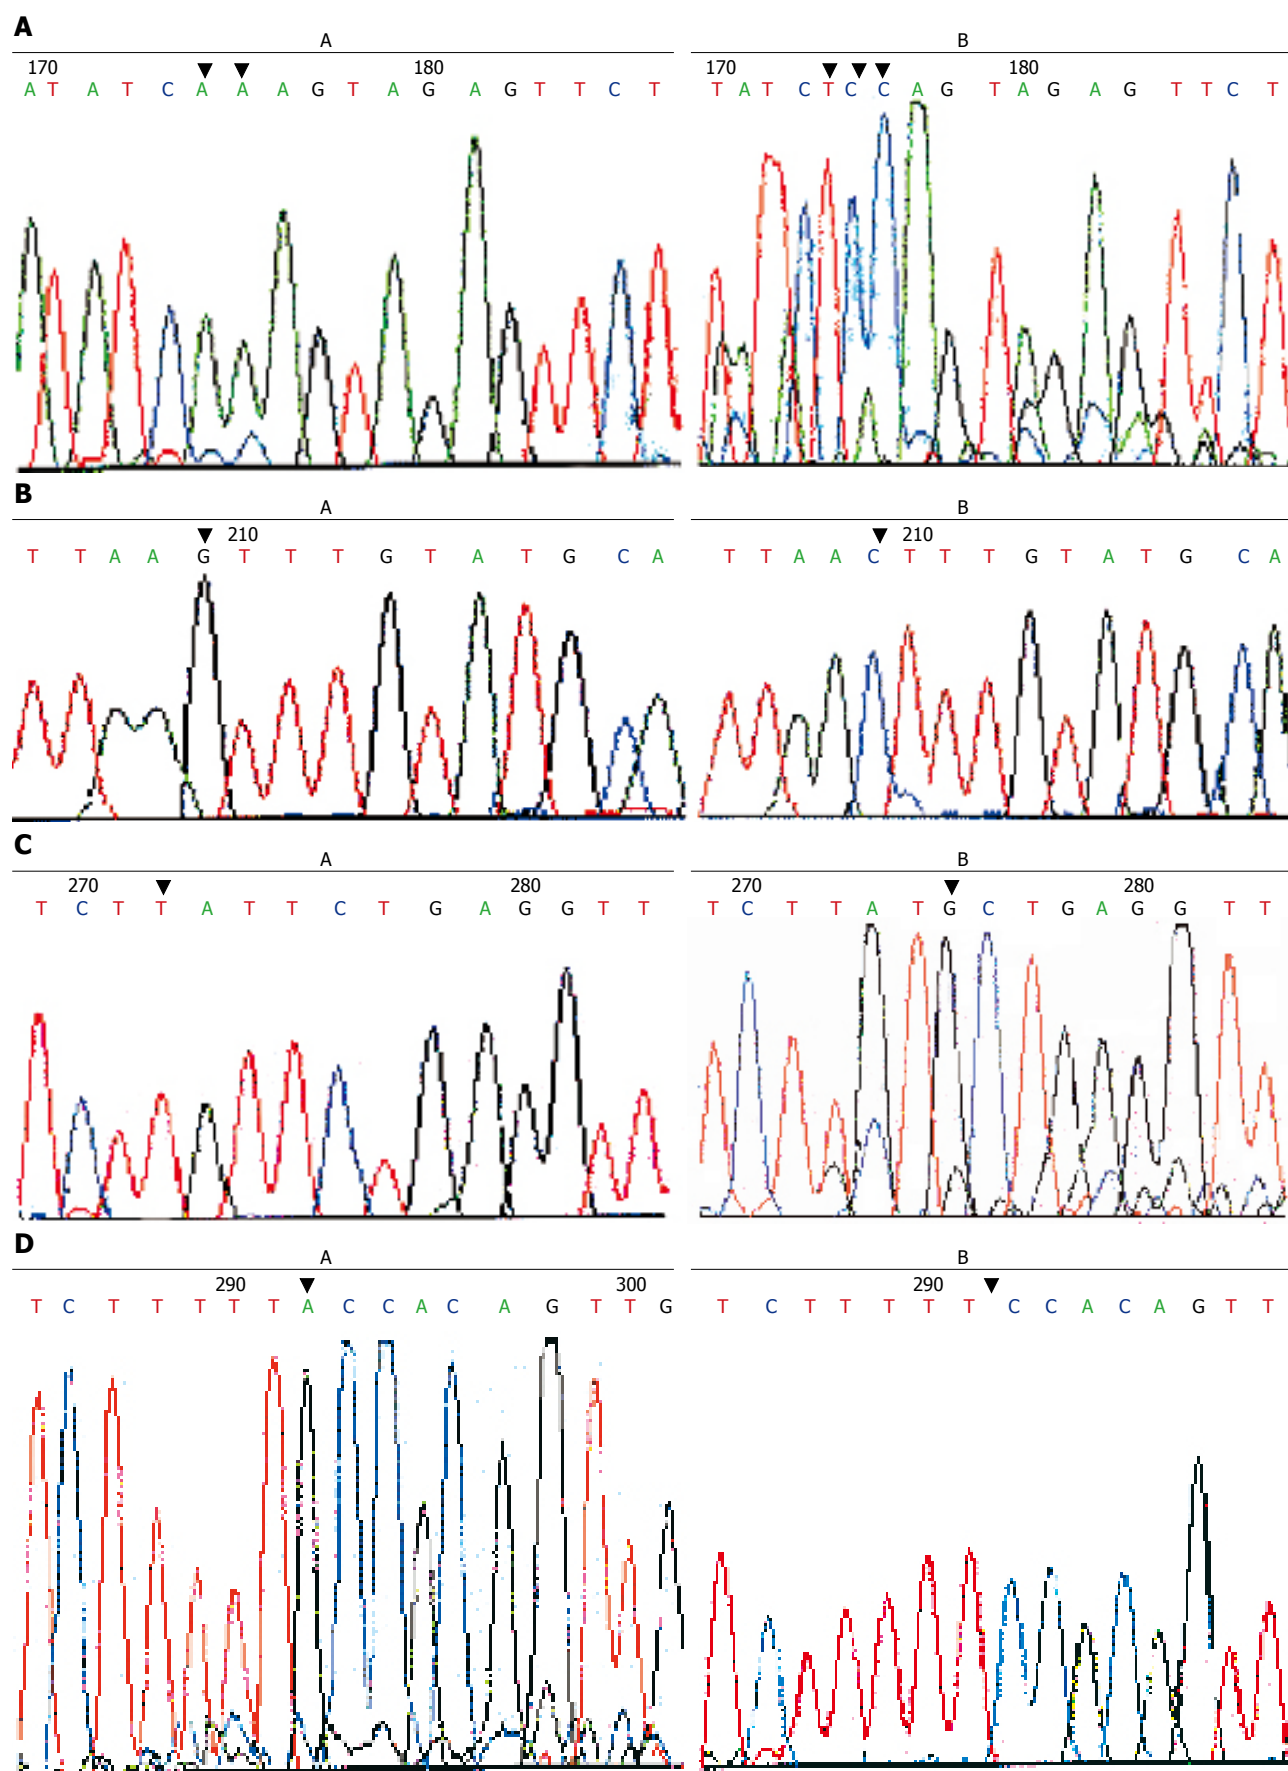 A
A B
170 180 170 180
A T A T C A A A G T A G A G T T C T T A T C T C C A G T A G A G T T C T
B
A B
210 210
T T A A G T T T G T A T G C A T T A A C T T T G T A T G C A
C
A B
270 280 270 280
T C T T A T T C T G A G G T T T C T T A T G C T G A G G T T
D
A B
290 300 290
T C T T T T T A C C A C A G T T G T C T T T T T C C A C A G T T